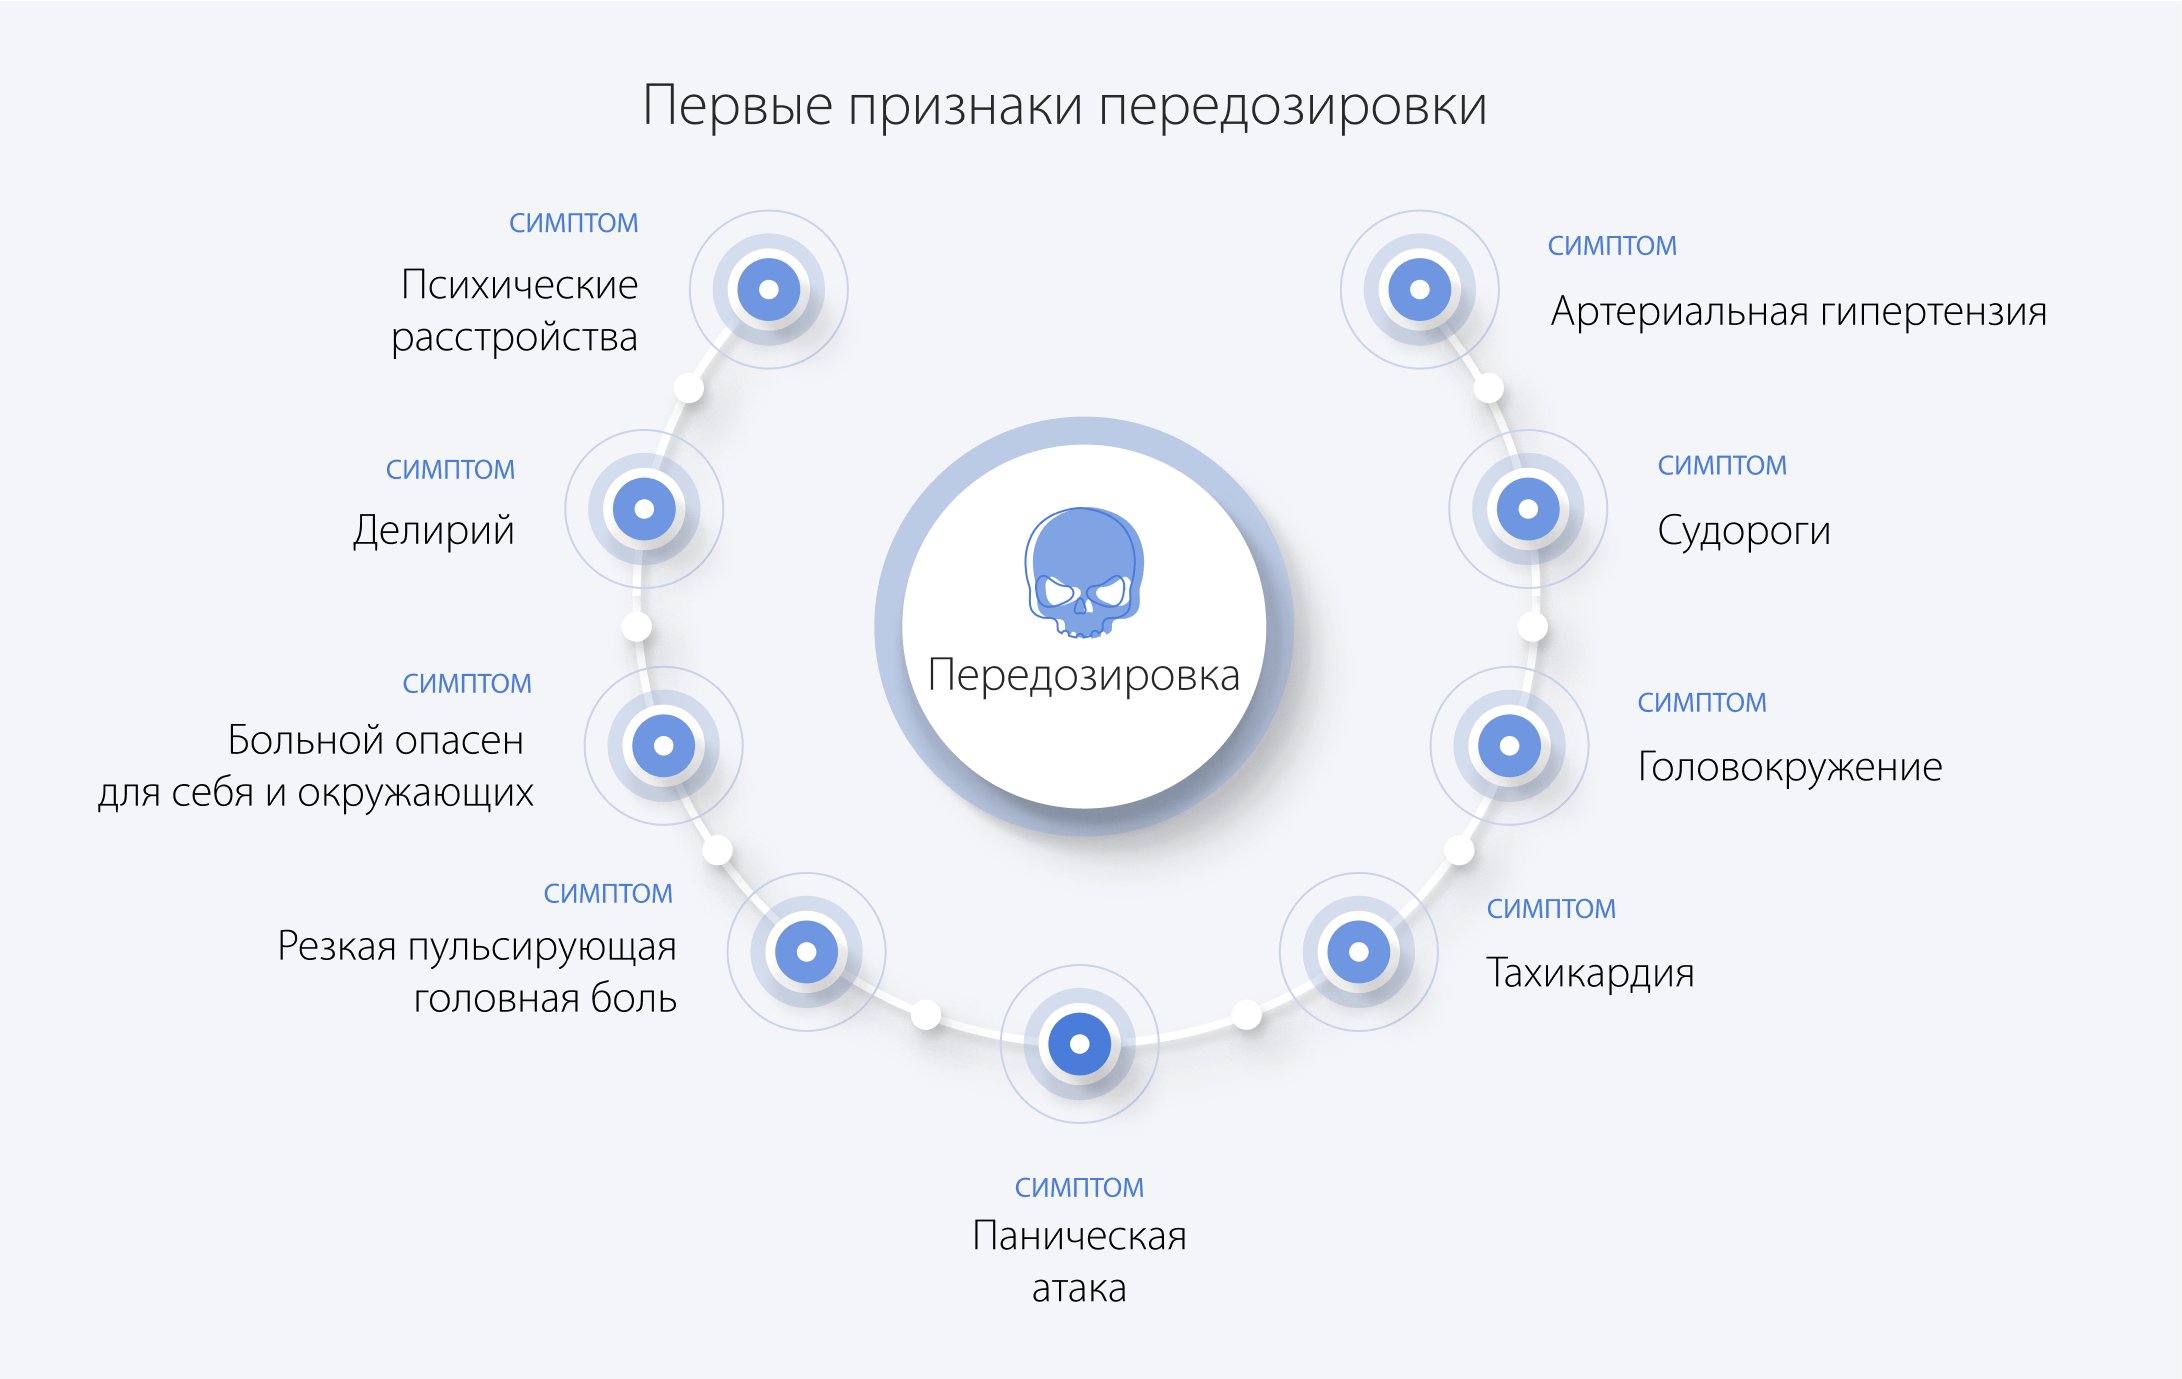 Первые признаки передозировки
СИМПТОМ
Психические
расстройства
СИМПТОМ
Делирий
СИМПТОМ
Больной опасен
для себя и окружающих
СИМПТОМ
Резкая пульсирующая
головная боль
СИМПТОМ
Паническая
атака
СИМПТОМ
Артериальная гипертензия
СИМПТОМ
Судороги
СИМПТОМ
Головокружение
СИМПТОМ
Тахикардия
Передозировка